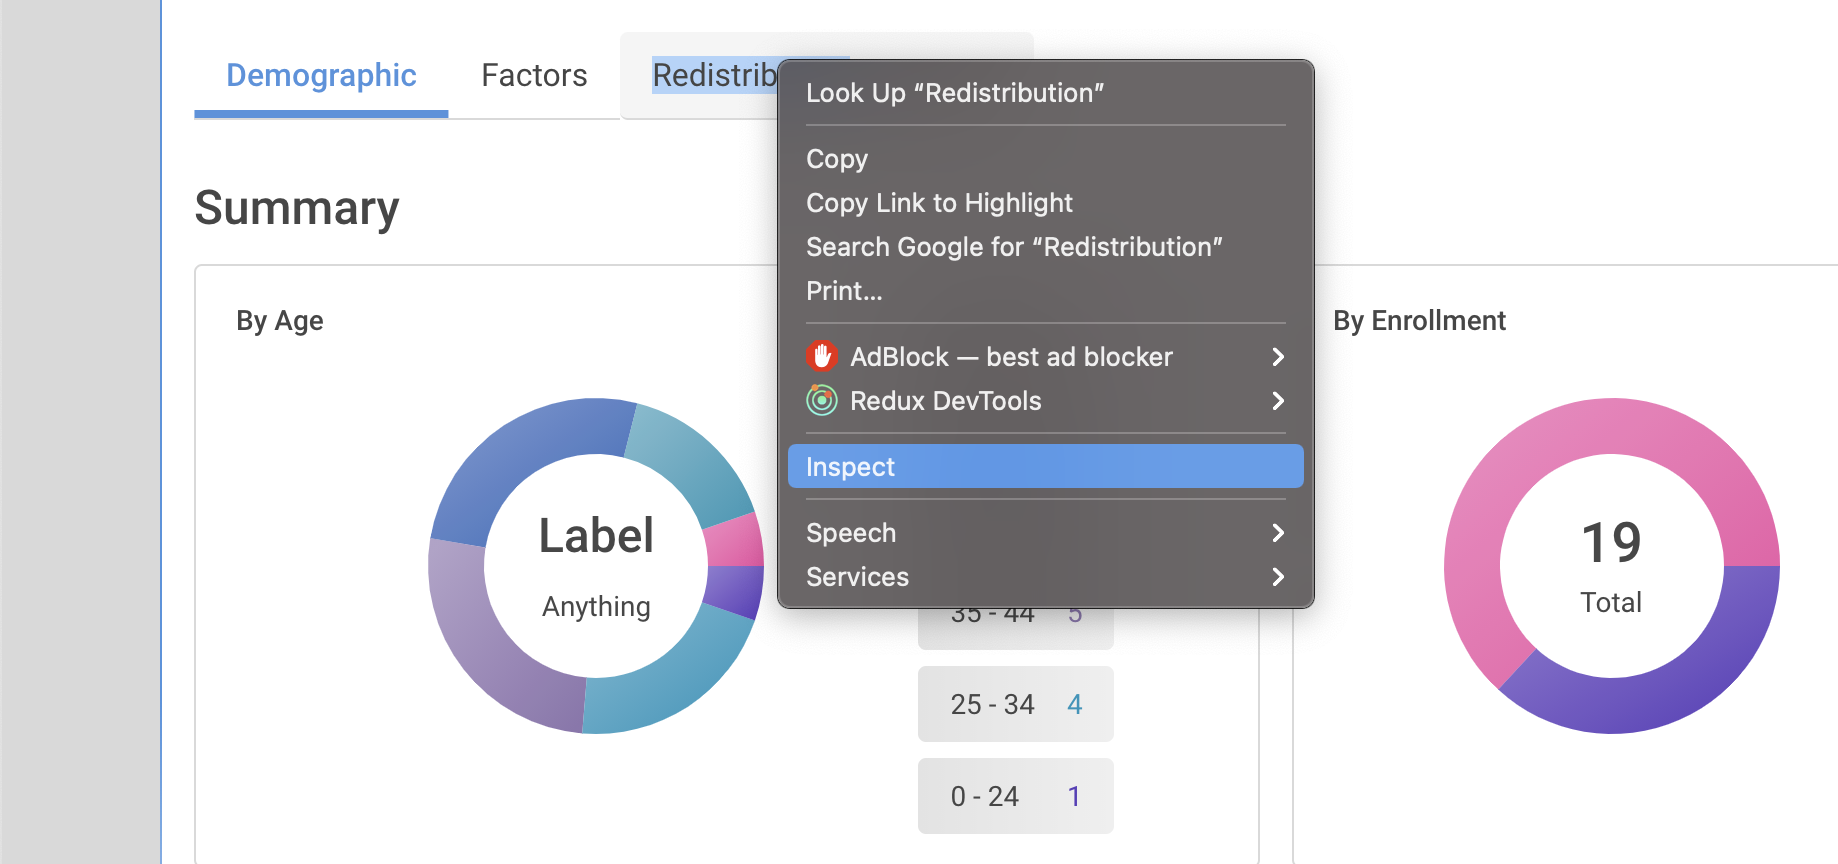 Demographic
Factors
Redistrib
Look Up “Redistribution”
Copy
Copy Link to Highlight
Search Google for “Redistribution”
Print...
AdBlock — best ad blocker
Redux DevTools
Inspect
Speech
Services
Summary
By Age
Label
Anything
35 - 44 5
25 - 34 4
0 - 24 1
By Enrollment
19
Total